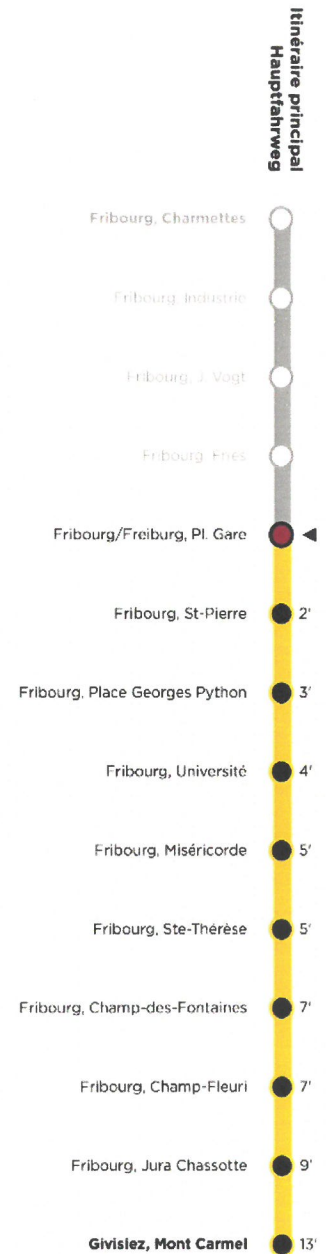 Itinéraire principal
Hauptfahrweg
Fribourg, Charmettes
Fribourg, Industrie
Fribourg, J. Vogt
Fribourg, Fries
Fribourg/Freiburg, Pl. Gare
Fribourg, St-Pierre 2'
Fribourg, Place Georges Python 3'
Fribourg, Université 4'
Fribourg, Miséricorde 5'
Fribourg, Ste-Thérèse 5'
Fribourg, Champ-des-Fontaines 7'
Fribourg, Champ-Fleuri 7'
Fribourg, Jura Chassotte 9'
Givisiez, Mont Carmel 13'